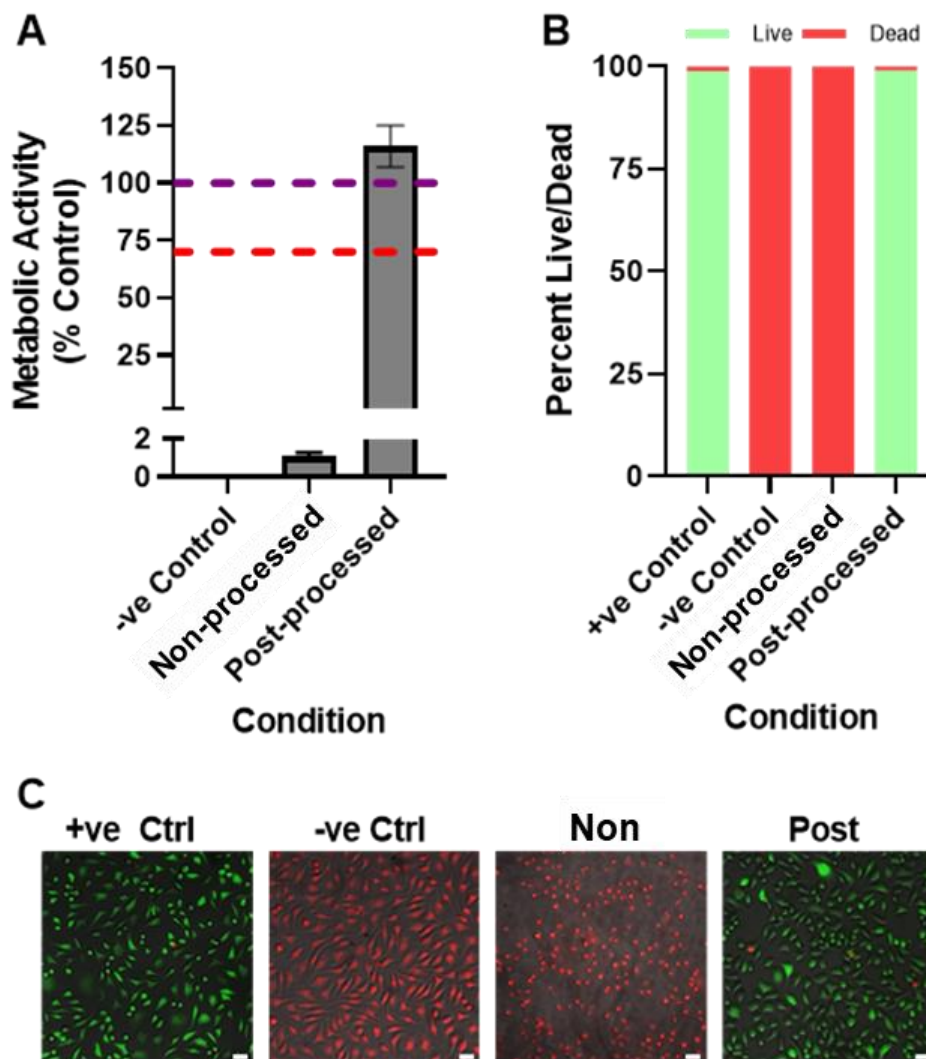 A
150
125
100
75
50
25
2
0
Metabolic Activity
(% Control)
-ve Control
Non-processed
Post-processed
Condition
B
Live
Dead
100
75
50
25
0
Percent Live/Dead
+ve Control
-ve Control
Non-processed
Post-processed
Condition
C
+ve Ctrl
-ve Ctrl
Non
Post